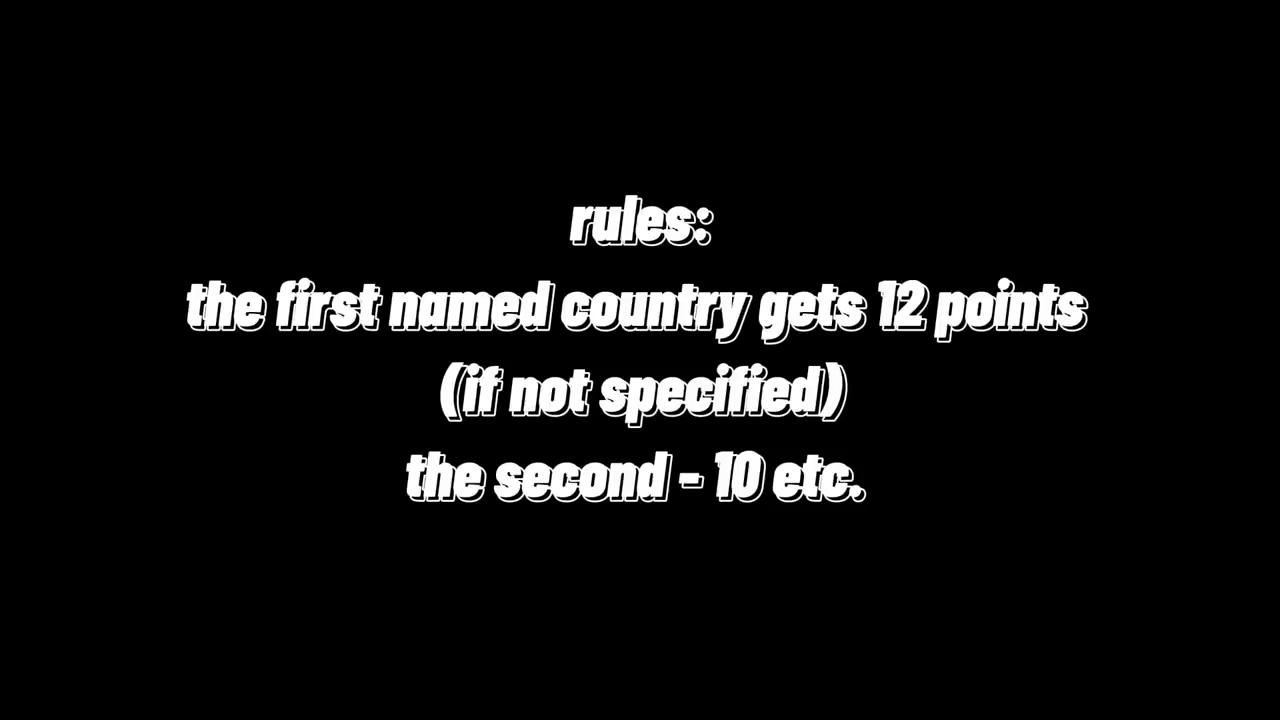 rules:
the first named country gets 12 points
(if not specified)
the second - 10 etc.